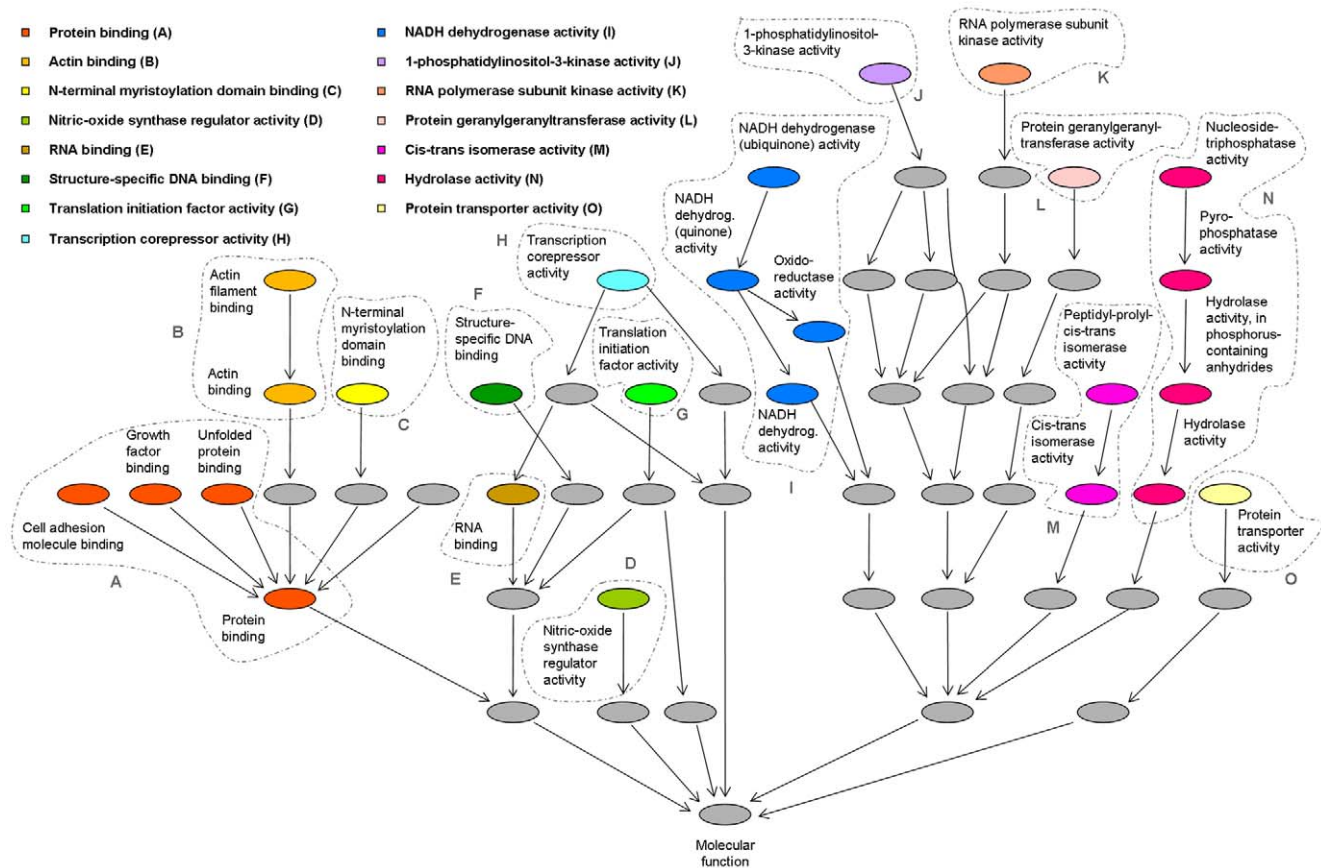 Protein binding (A)
Actin binding (B)
N-terminal myristoylation domain binding (C)
Nitric-oxide synthase regulator activity (D)
RNA binding (E)
Structure-specific DNA binding (F)
Translation initiation factor activity (G)
Transcription corepressor activity (H)
NADH dehydrogenase activity (I)
1-phosphatidylinositol-3-kinase activity (J)
RNA polymerase subunit kinase activity (K)
Protein geranylgeranyltransferase activity (L)
Cis-trans isomerase activity (M)
Hydrolase activity (N)
Protein transporter activity (O)
1-phosphatidylinositol-
3-kinase activity
J
RNA polymerase subunit
kinase activity
K
NADH dehydrogenase
(ubiquinone) activity
Protein geranylgeranyl-
transferase activity
L
Nucleoside-
triphosphatase
activity
N
NADH
dehydrog.
(quinone)
activity
Pyro-
phosphatase
activity
H
Transcription
corepressor
activity
Oxido-
reductase
activity
Actin
filament
binding
B
Actin
binding
N-terminal
myristoylation
domain
binding
C
F
Structure-
specific DNA
binding
Translation
initiation
factor activity
G
Peptidyl-prolyl-
cis-trans
isomerase
activity
Hydrolase
activity, in
phosphorus-
containing
anhydrides
NADH
dehydrog.
activity
I
Cis-trans
isomerase
activity
M
Hydrolase
activity
Growth
factor
binding
Unfolded
protein
binding
Cell adhesion
molecule binding
A
Protein
binding
RNA
binding
E
D
Nitric-oxide
synthase
regulator
activity
Protein
transporter
activity
O
Molecular
function